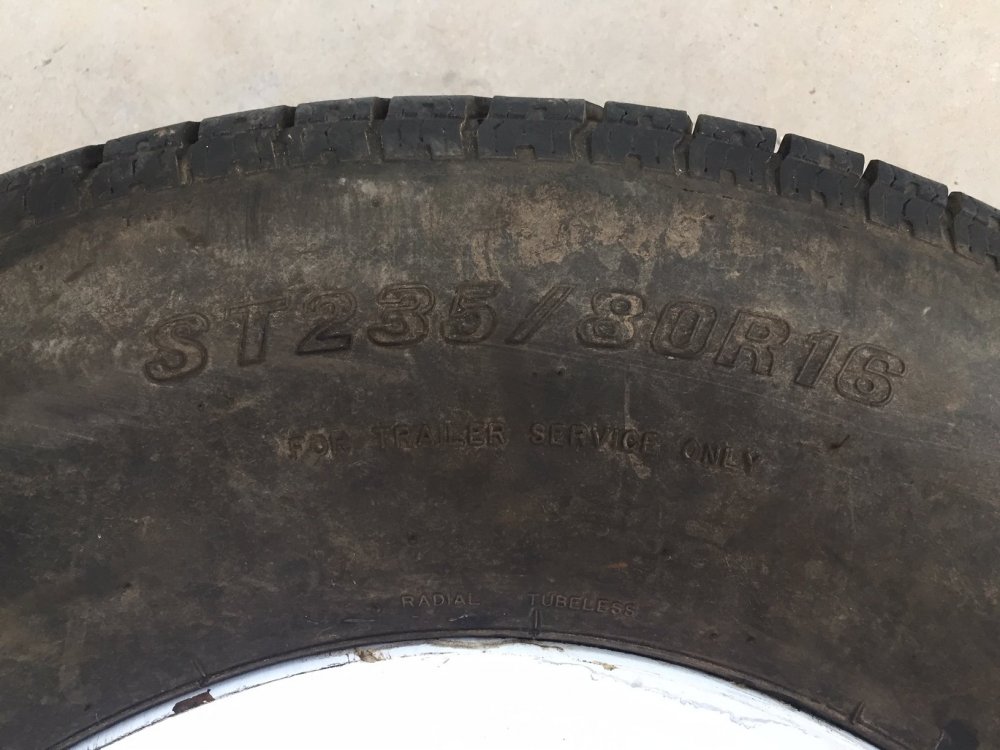 ST235/80R16
FOR TRAILER SERVICE ONLY
RADIAL TUBELESS